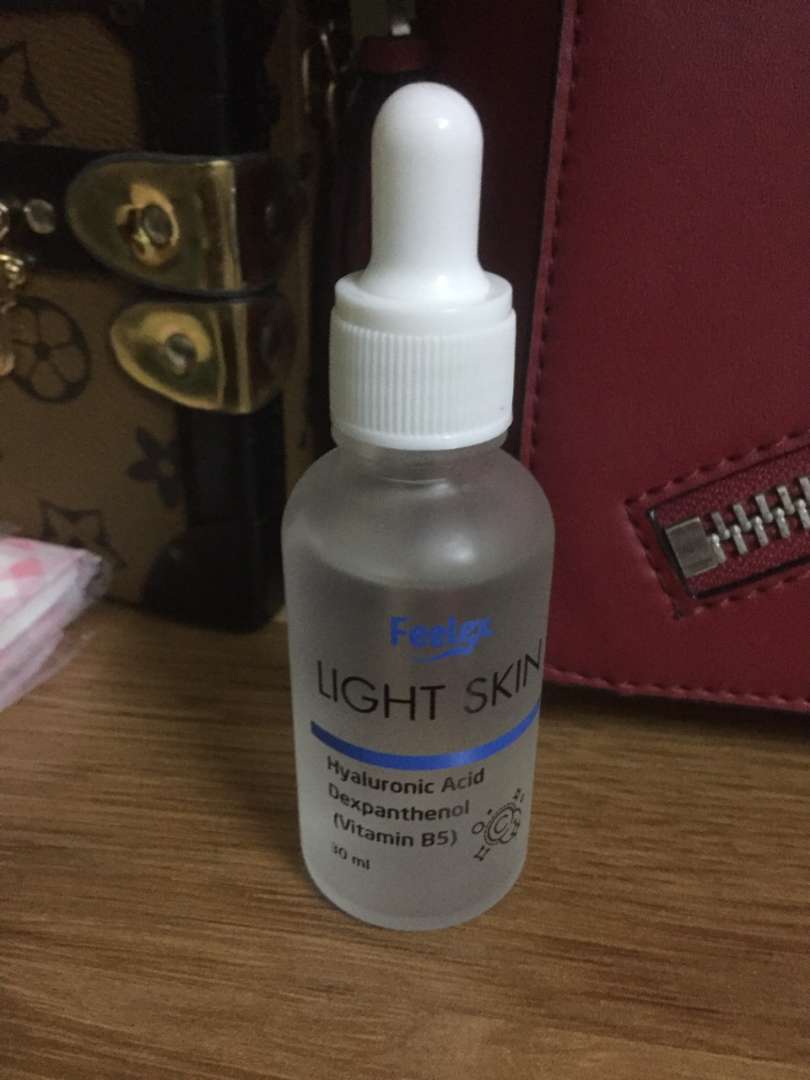 Feelex
LIGHT SKIN
Hyaluronic Acid
Dexpanthenol
(Vitamin B5)
30 ml
C